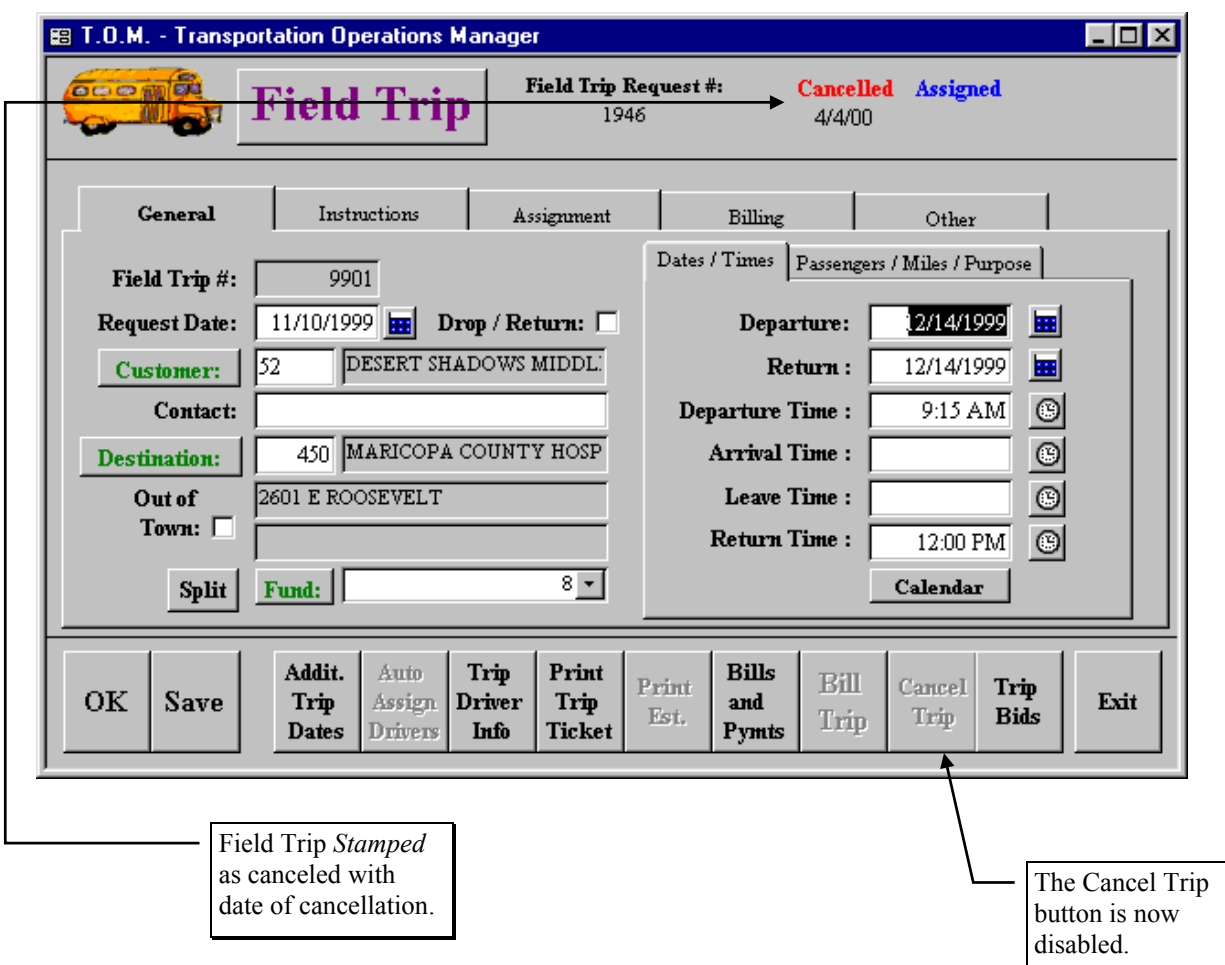 T.O.M. - Transportation Operations Manager
Field Trip
Field Trip Request #:
1946
Cancelled Assigned
4/4/00
General
Instructions
Assignment
Billing
Other
Field Trip #: 9901
Request Date: 11/10/1999 Drop / Return:
Customer: 52 DESERT SHADOWS MIDDL
Contact:
Destination: 450 MARICOPA COUNTY HOSP
Out of
Town:
2601 E ROOSEVELT
Split Fund: 8
Dates / Times
Passengers / Miles / Purpose
Departure: 12/14/1999
Return : 12/14/1999
Departure Time : 9:15 AM
Arrival Time :
Leave Time :
Return Time : 12:00 PM
Calendar
OK
Save
Addit.
Trip
Dates
Auto
Assign
Drivers
Trip
Driver
Info
Print
Trip
Ticket
Print
Est.
Bills
and
Pymts
Bill
Trip
Cancel
Trip
Trip
Bids
Exit
Field Trip Stamped
as canceled with
date of cancellation.
The Cancel Trip
button is now
disabled.